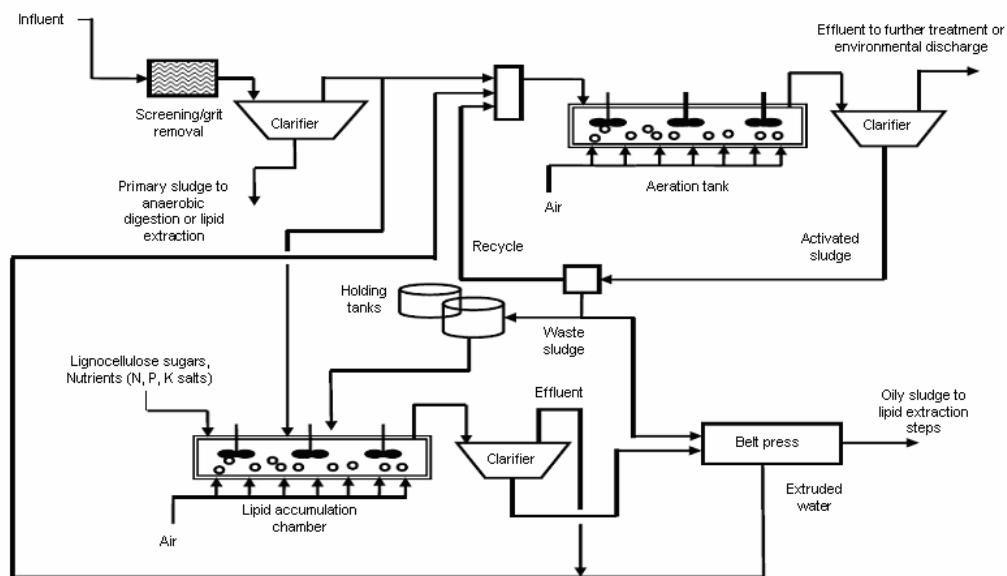 Influent
Screening/grit
removal
Clarifier
Primary sludge to
anaerobic
digestion or lipid
extraction
Effluent to further treatment or
environmental discharge
Clarifier
Aeration tank
Air
Recycle
Activated
sludge
Holding
tanks
Waste
sludge
Lignocellulose sugars,
Nutrients (N, P, K salts)
Effluent
Oily sludge to
lipid extraction
steps
Belt press
Clarifier
Extruded
water
Lipid accumulation
chamber
Air